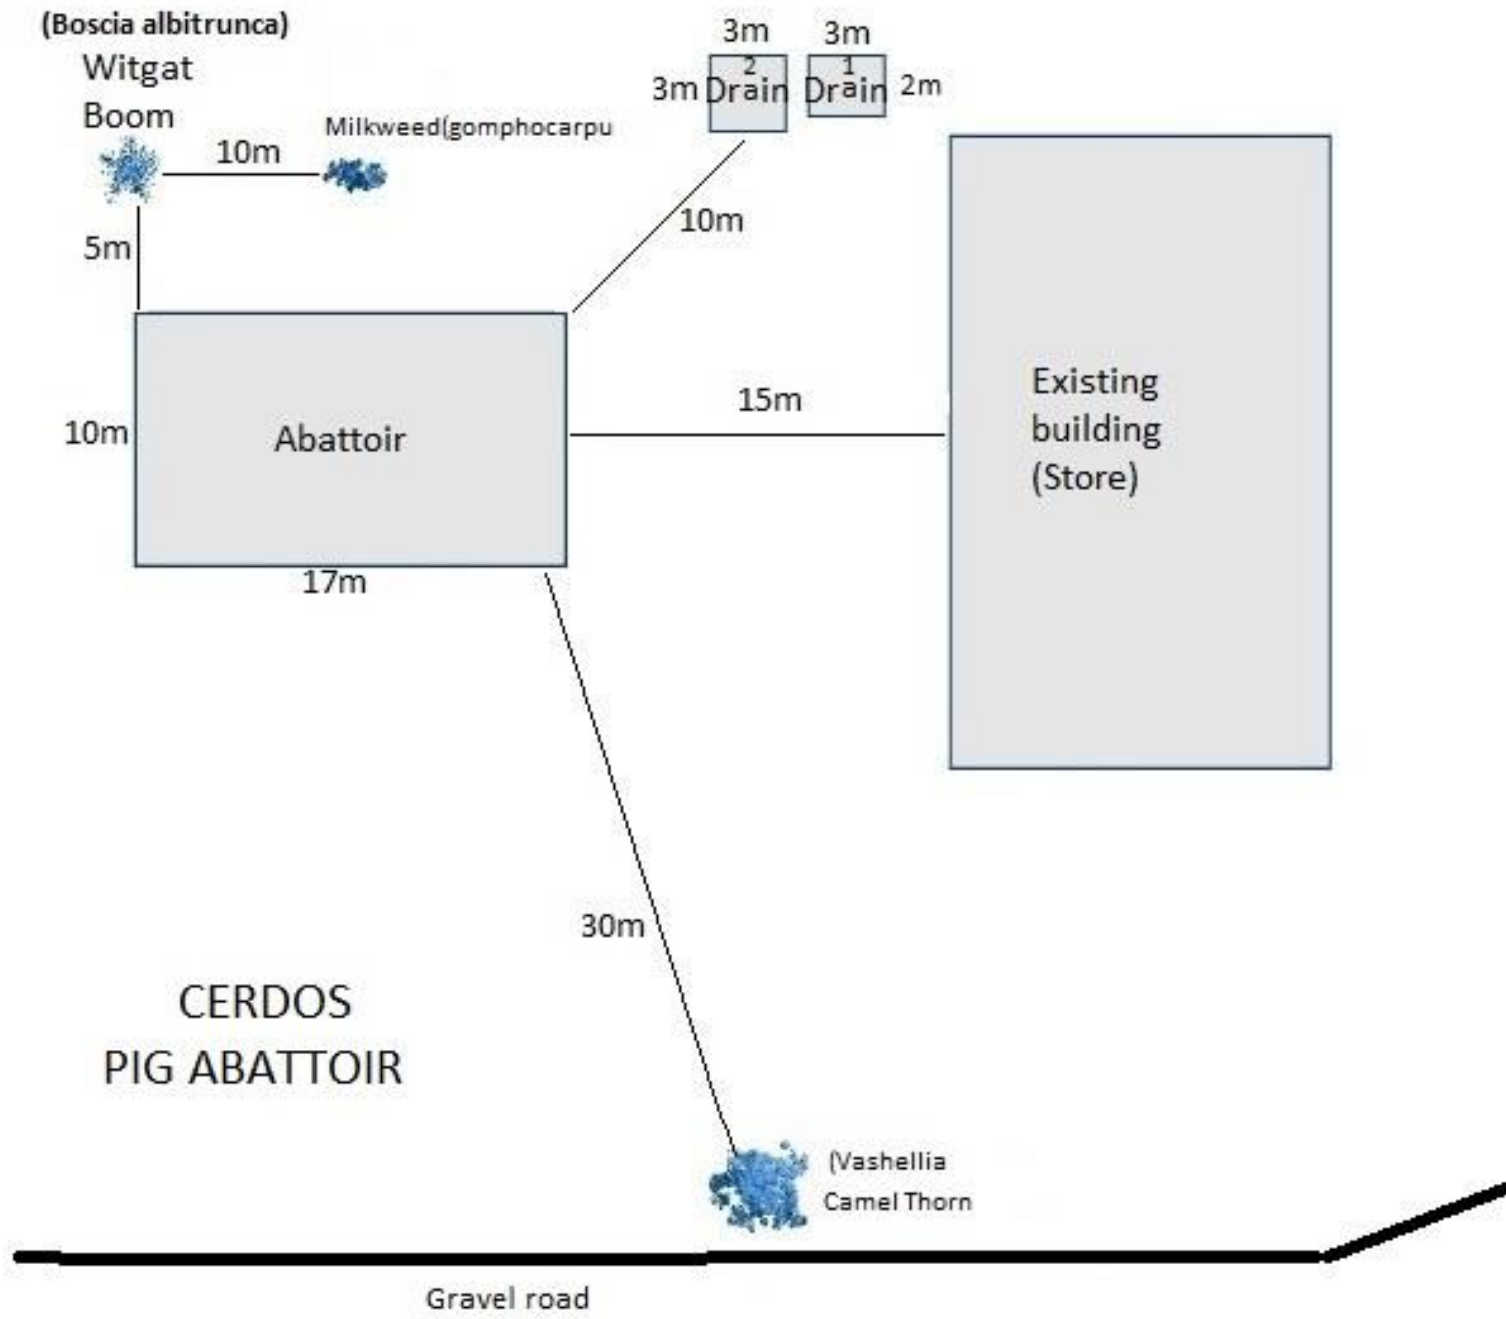 (Boscia albitrunca)
Witgat
Boom
10m
Milkweed(gomphocarpu
5m
3m
3m
2
1
3m
Drain
Drain
2m
10m
10m
Abattoir
17m
15m
Existing
building
(Store)
30m
CERDOS
PIG ABATTOIR
(Vashellia
Camel Thorn
Gravel road